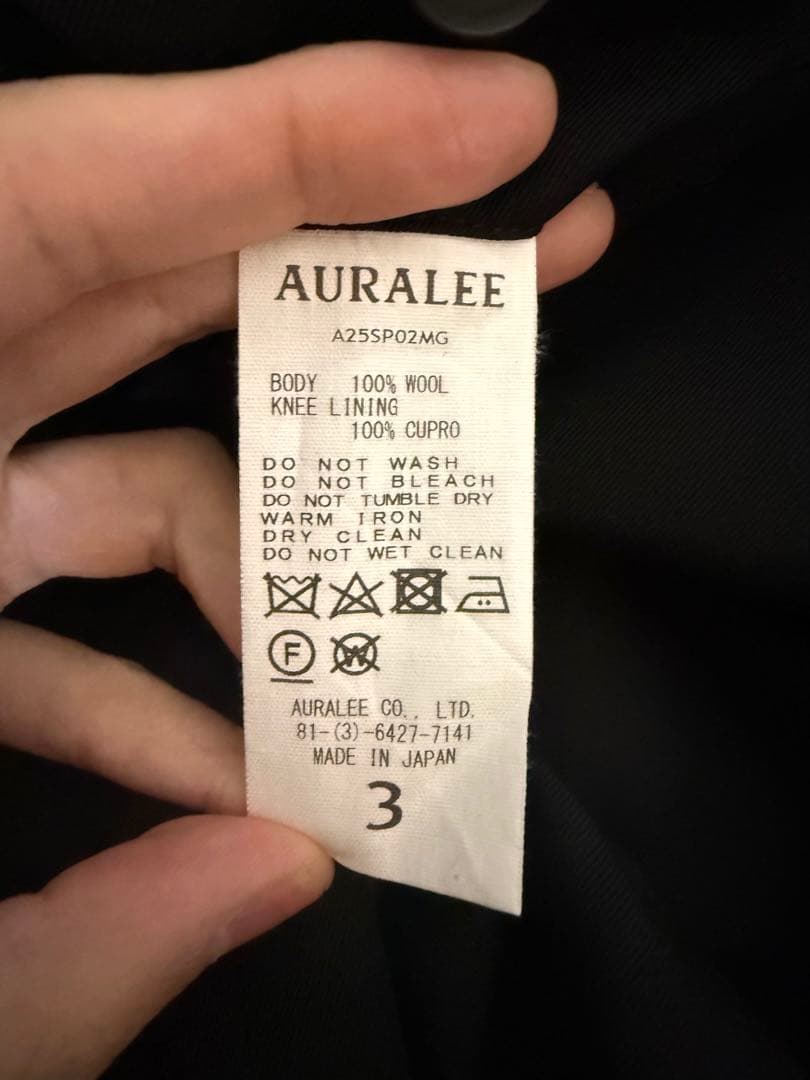 AURALEE
A25SP02MG
BODY 100% WOOL
KNEE LINING
100% CUPRO
DO NOT WASH
DO NOT BLEACH
DO NOT TUMBLE DRY
WARM IRON
DRY CLEAN
DO NOT WET CLEAN
F W
AURALEE CO., LTD.
81-(3)-6427-7141
MADE IN JAPAN
3